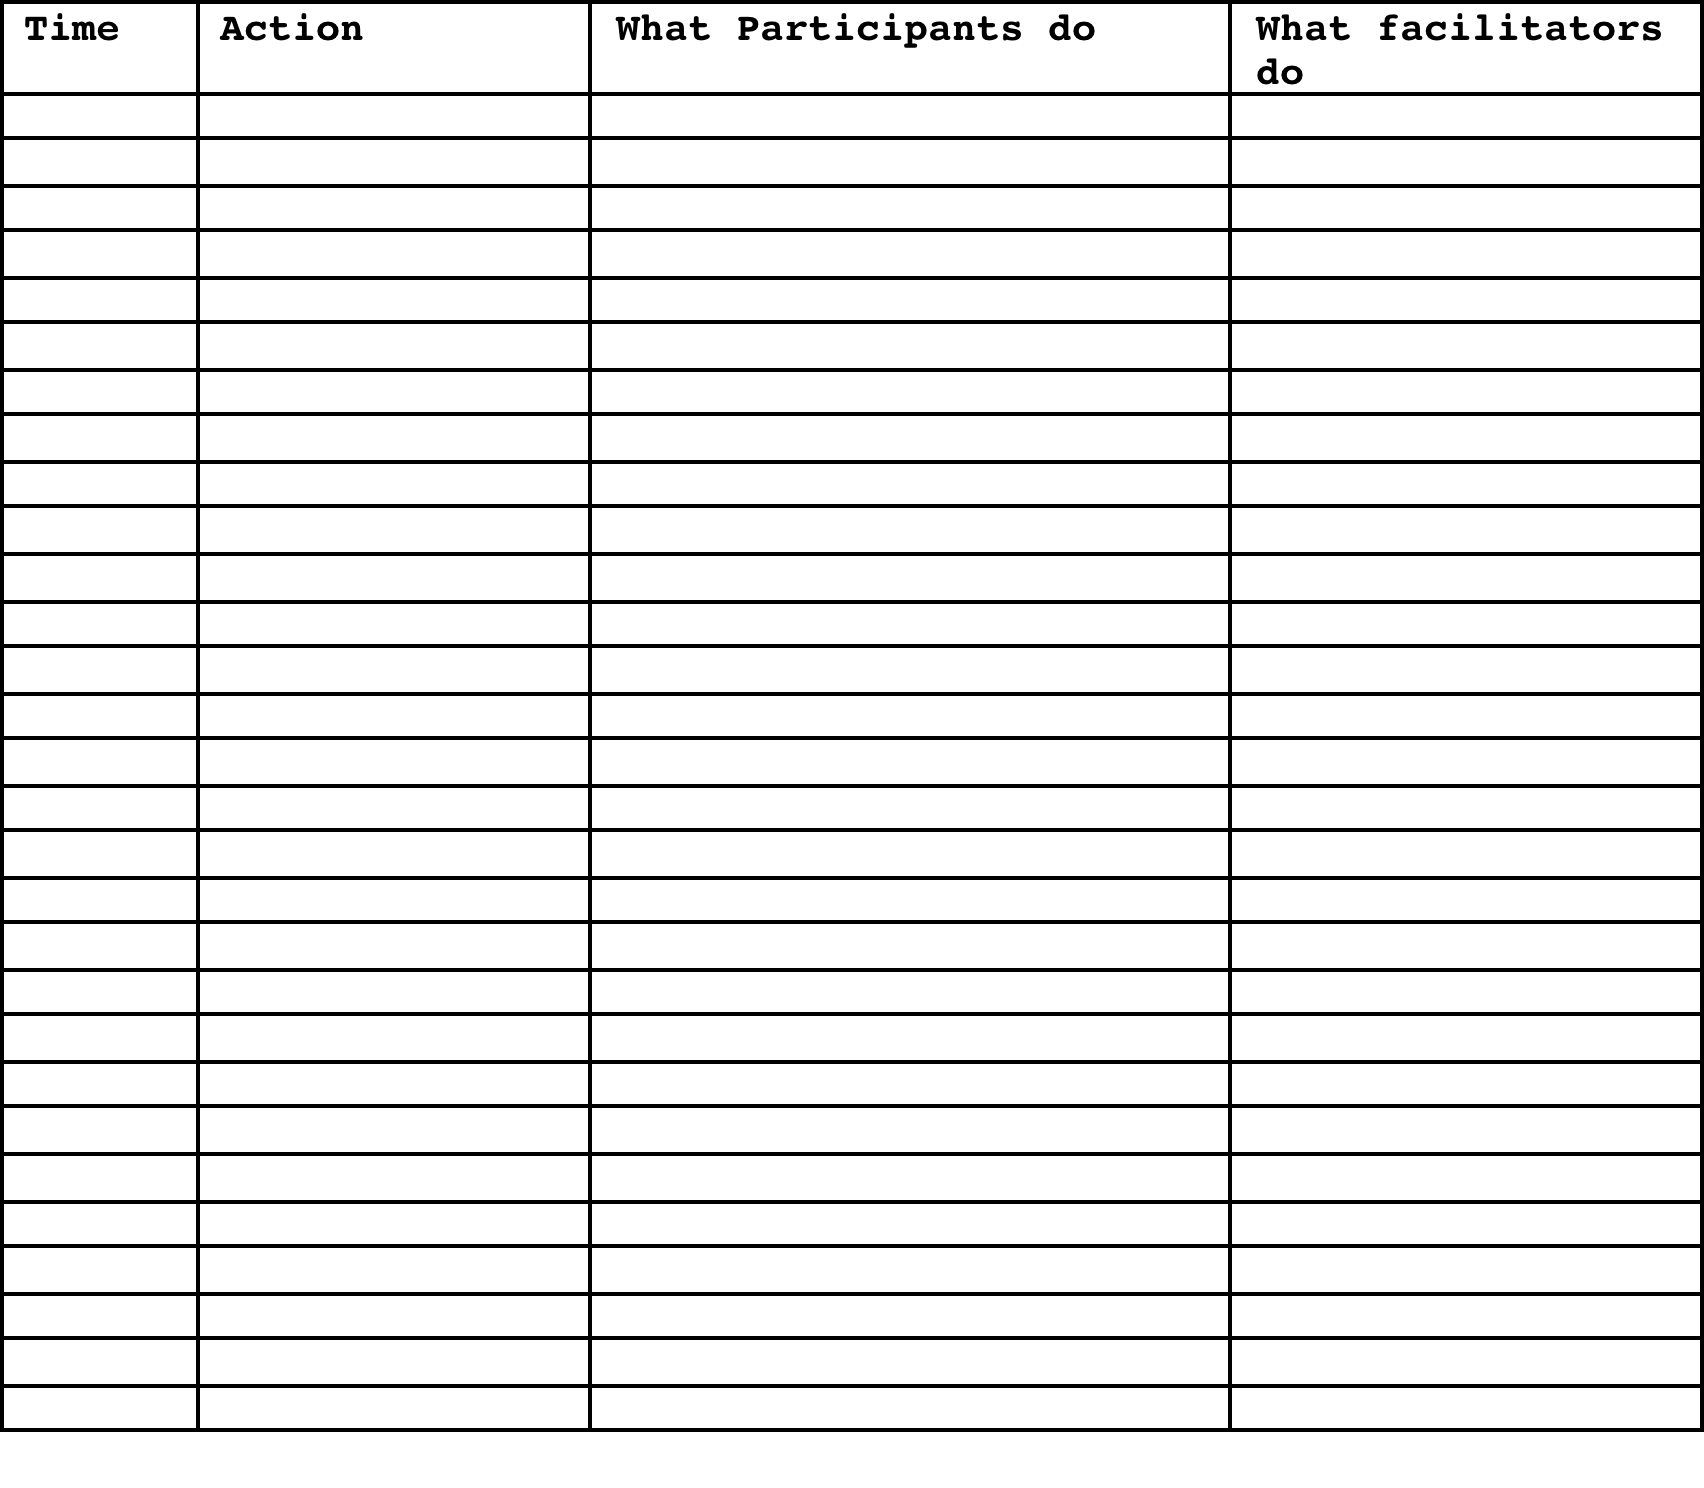 Time
Action
What Participants do
What facilitators
do